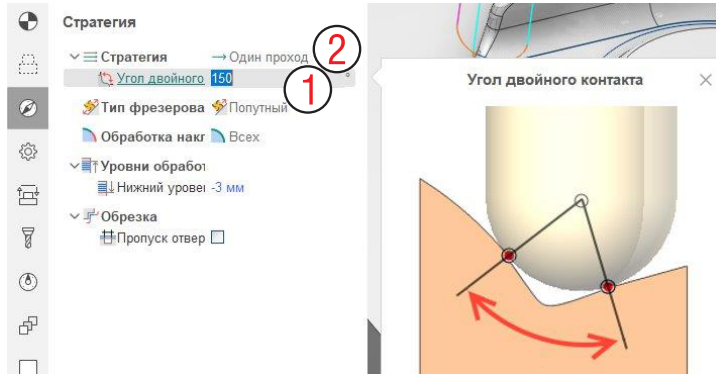 Стратегия
Стратегия → Один проход 2
Угол двойного 150 ° 1
Тип фрезерова Попутный
Обработка накг Всех
Уровни обработ
Нижний уровег -3 мм
Обрезка
Пропуск отвер
Угол двойного контакта